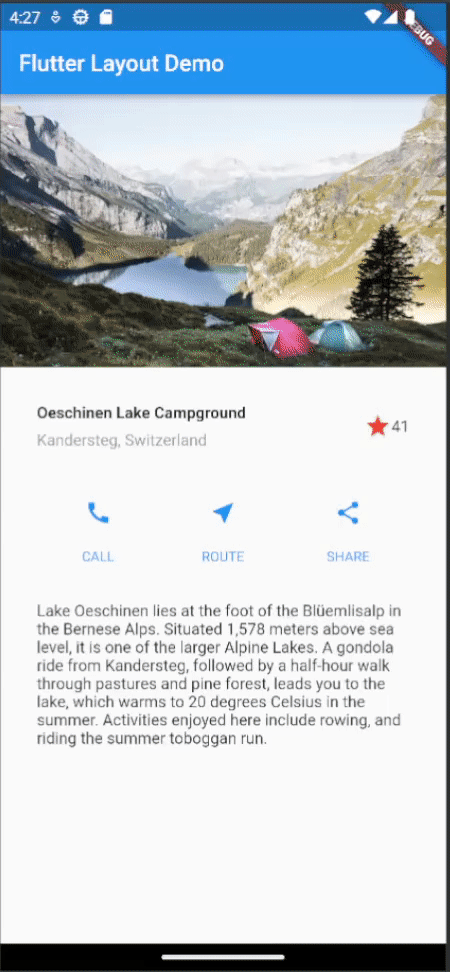 4:27
DEBUG
Flutter Layout Demo
Oeschinen Lake Campground
Kandersteg, Switzerland
41
CALL
ROUTE
SHARE
Lake Oeschinen lies at the foot of the Blüemlisalp in
the Bernese Alps. Situated 1,578 meters above sea
level, it is one of the larger Alpine Lakes. A gondola
ride from Kandersteg, followed by a half-hour walk
through pastures and pine forest, leads you to the
lake, which warms to 20 degrees Celsius in the
summer. Activities enjoyed here include rowing, and
riding the summer toboggan run.